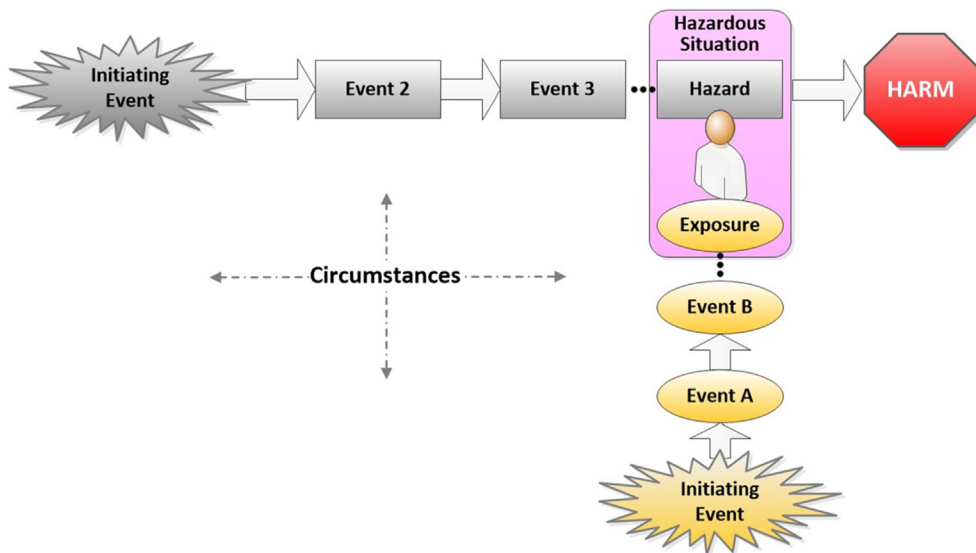 Hazardous
Situation
Initiating
Event
Event 2
Event 3
Hazard
HARM
Exposure
Circumstances
Event B
Event A
Initiating
Event